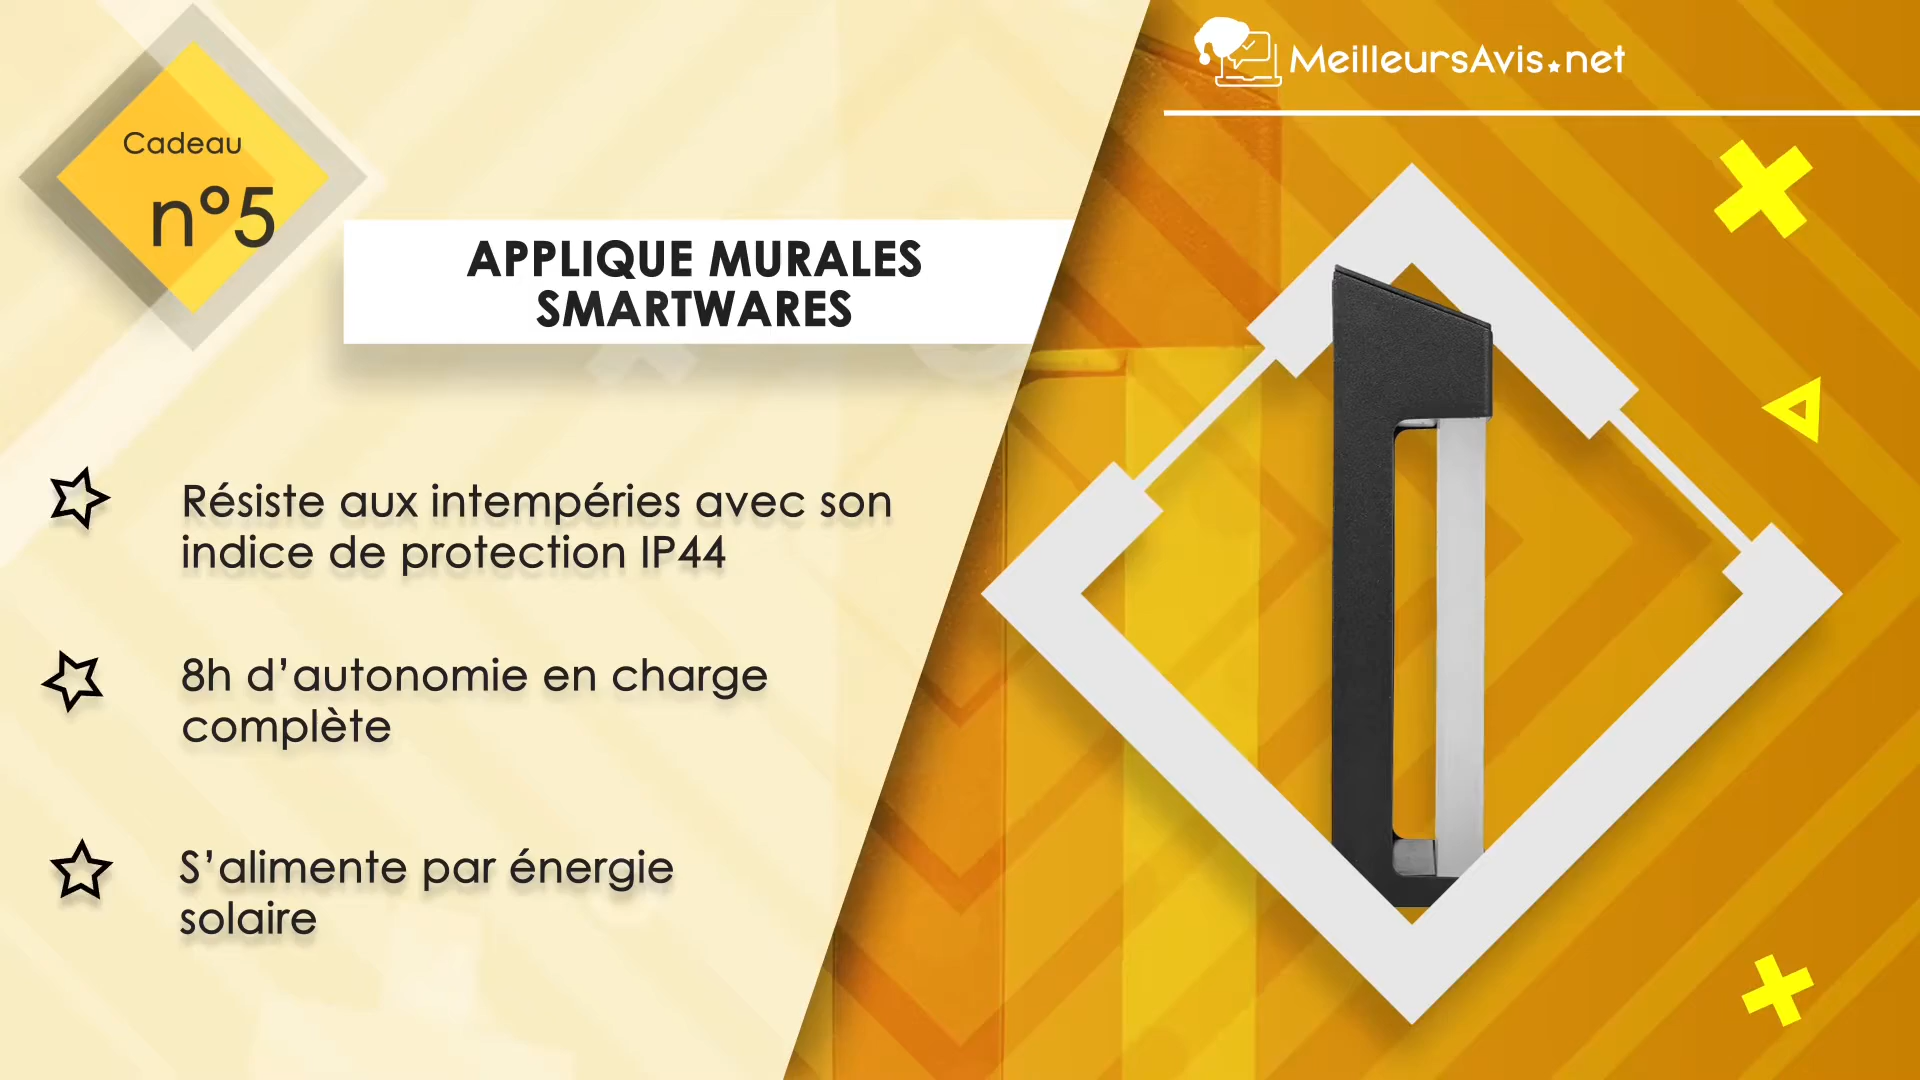 Cadeau
n°5
MeilleursAvis.net
APPLIQUE MURALES
SMARTWARES
Résiste aux intempéries avec son
indice de protection IP44
8h d’autonomie en charge
complète
S’alimente par énergie
solaire